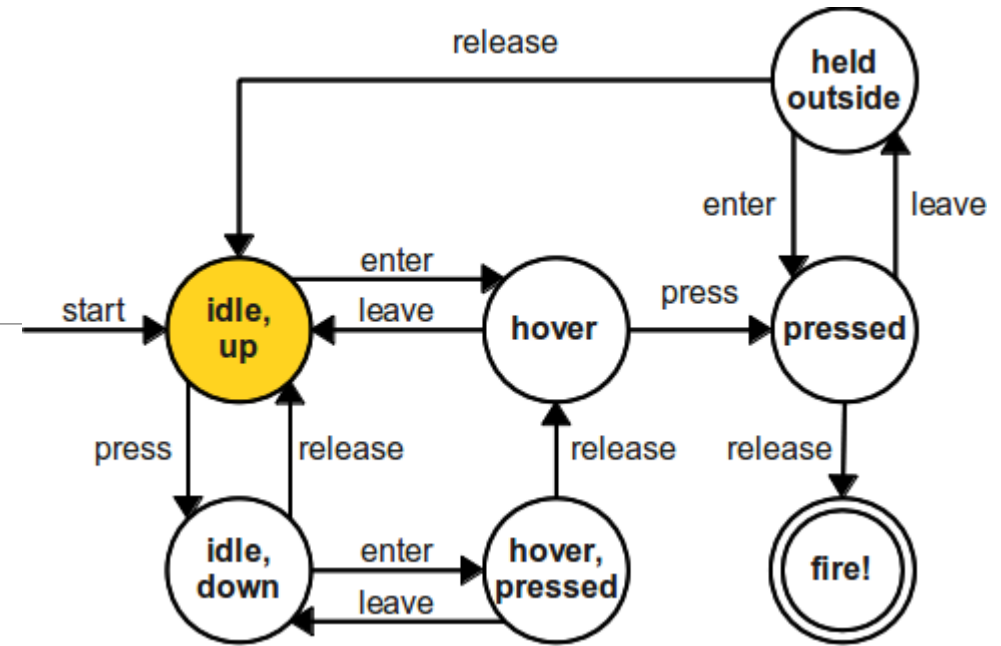 release
held
outside
enter
leave
start
idle,
up
enter
leave
hover
press
pressed
press
release
release
release
idle,
down
enter
leave
hover,
pressed
fire!